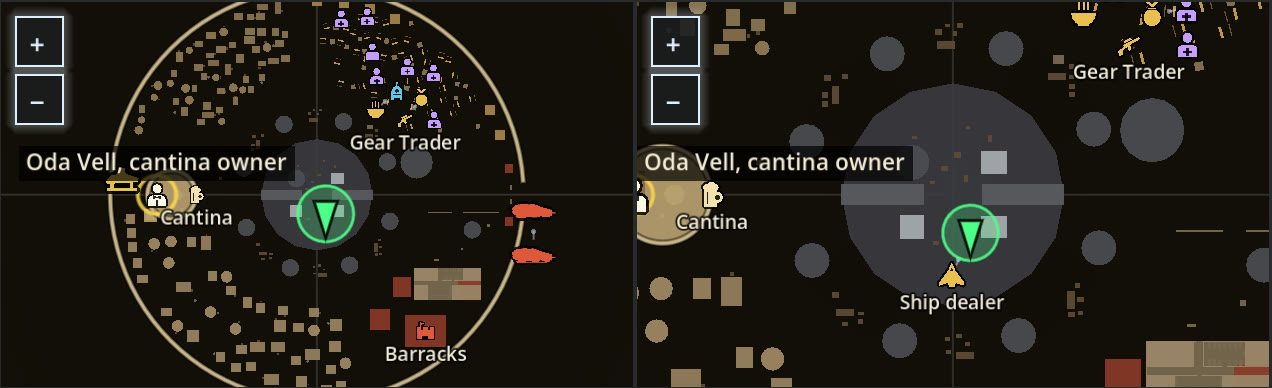 +
−
Gear Trader
Oda Vell, cantina owner
Cantina
Barracks
+
−
Gear Trader
Oda Vell, cantina owner
Cantina
Ship dealer